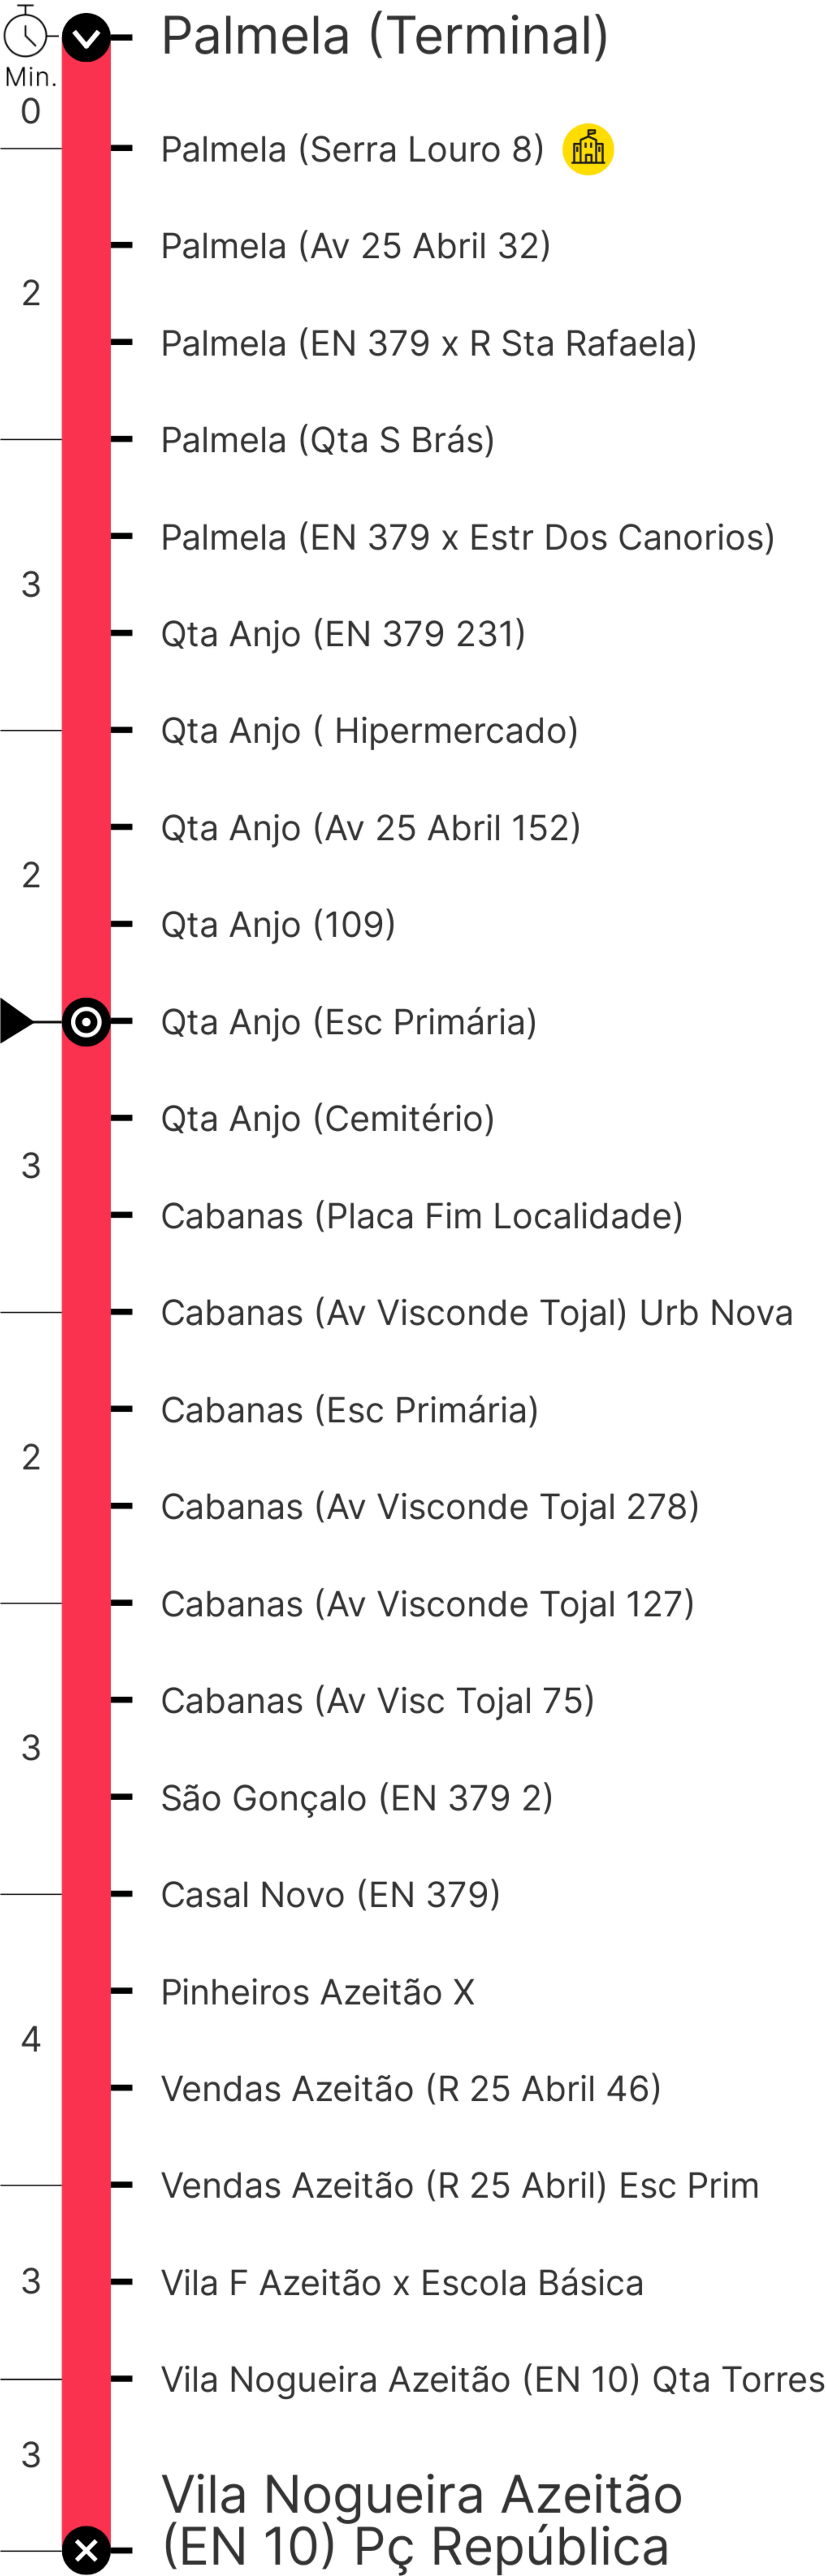 Palmela (Terminal)
Min.
0
Palmela (Serra Louro 8)
Palmela (Av 25 Abril 32)
2
Palmela (EN 379 x R Sta Rafaela)
Palmela (Qta S Brás)
Palmela (EN 379 x Estr Dos Canorios)
3
Qta Anjo (EN 379 231)
Qta Anjo ( Hipermercado)
Qta Anjo (Av 25 Abril 152)
2
Qta Anjo (109)
Qta Anjo (Esc Primária)
Qta Anjo (Cemitério)
3
Cabanas (Placa Fim Localidade)
Cabanas (Av Visconde Tojal) Urb Nova
Cabanas (Esc Primária)
2
Cabanas (Av Visconde Tojal 278)
Cabanas (Av Visconde Tojal 127)
Cabanas (Av Visc Tojal 75)
3
São Gonçalo (EN 379 2)
Casal Novo (EN 379)
Pinheiros Azeitão X
4
Vendas Azeitão (R 25 Abril 46)
Vendas Azeitão (R 25 Abril) Esc Prim
3
Vila F Azeitão x Escola Básica
Vila Nogueira Azeitão (EN 10) Qta Torres
3
Vila Nogueira Azeitão
(EN 10) Pç República